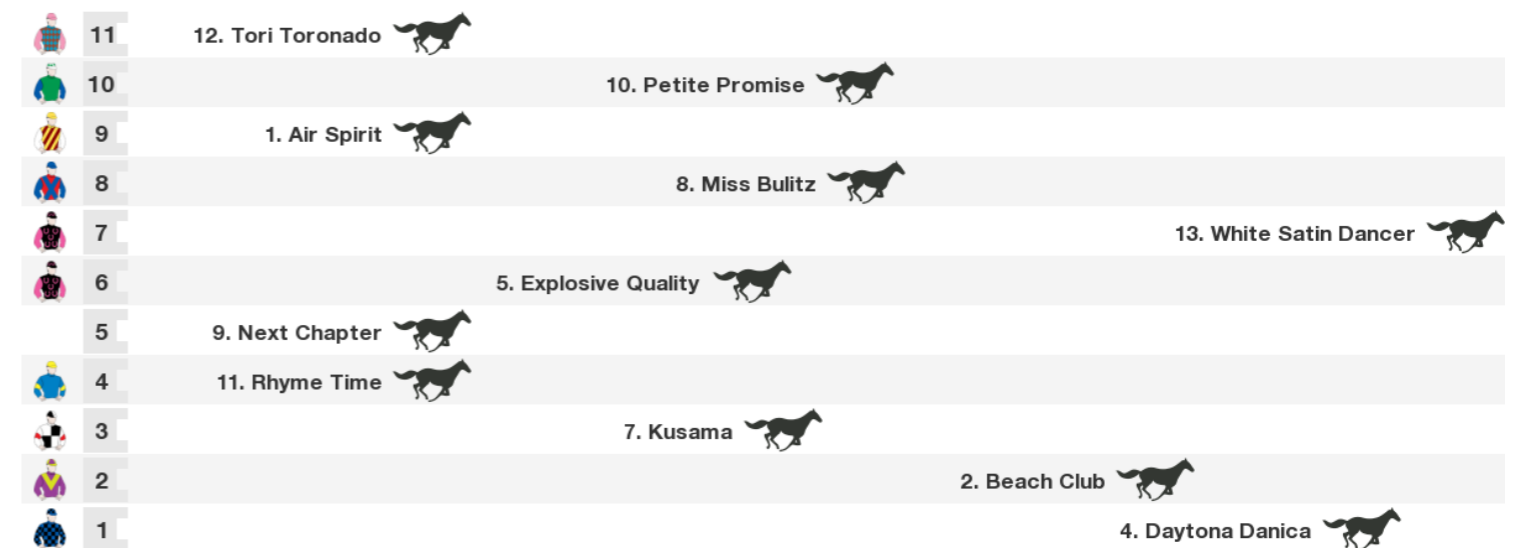 11 12. Tori Toronado
10 10. Petite Promise
9 1. Air Spirit
8 8. Miss Bulitz
7 13. White Satin Dancer
6 5. Explosive Quality
5 9. Next Chapter
4 11. Rhyme Time
3 7. Kusama
2 2. Beach Club
1 4. Daytona Danica